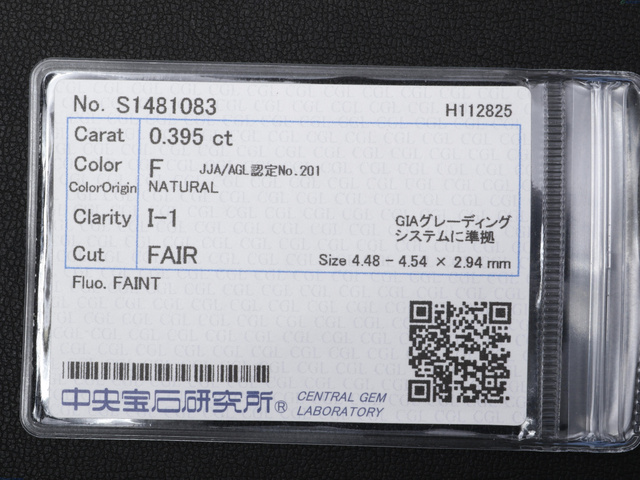 No. S1481083 H112825
Carat 0.395 ct
Color F JJA/AGL認定No.201
ColorOrigin NATURAL
Clarity I-1 GIAグレーディング
システムに準拠
Cut FAIR Size 4.48 - 4.54 × 2.94 mm
Fluo. FAINT
中央宝石研究所® CENTRAL GEM
LABORATORY